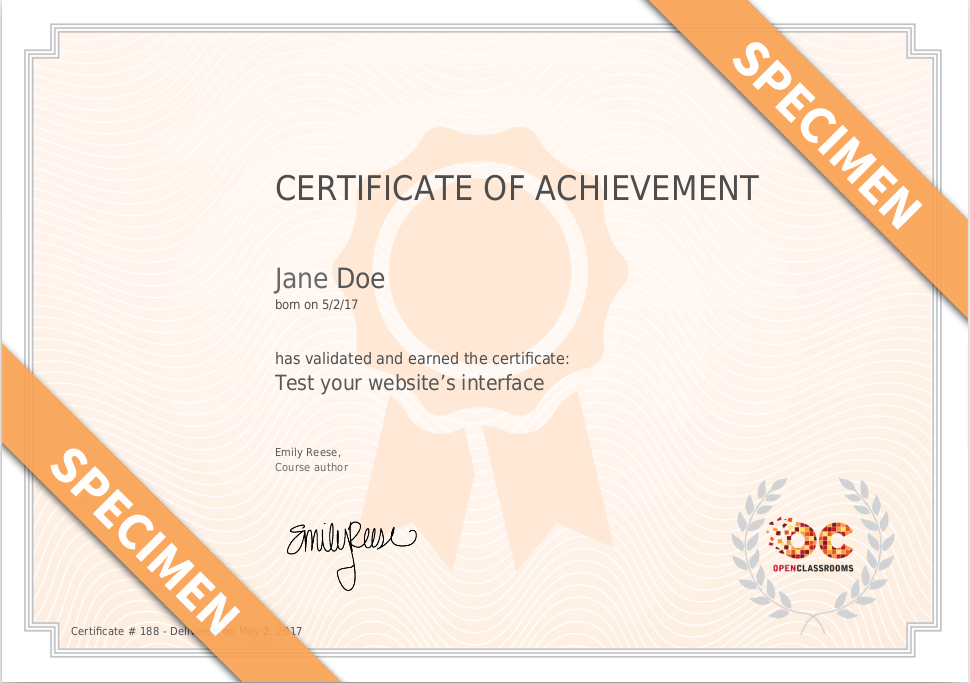 SPECIMEN
CERTIFICATE OF ACHIEVEMENT
Jane Doe
born on 5/2/17
has validated and earned the certificate:
Test your website’s interface
Emily Reese,
Course author
EmilyReese
OC
OPENCLASSROOMS
SPECIMEN
Certificate # 188 - Delivered on May 2, 2017